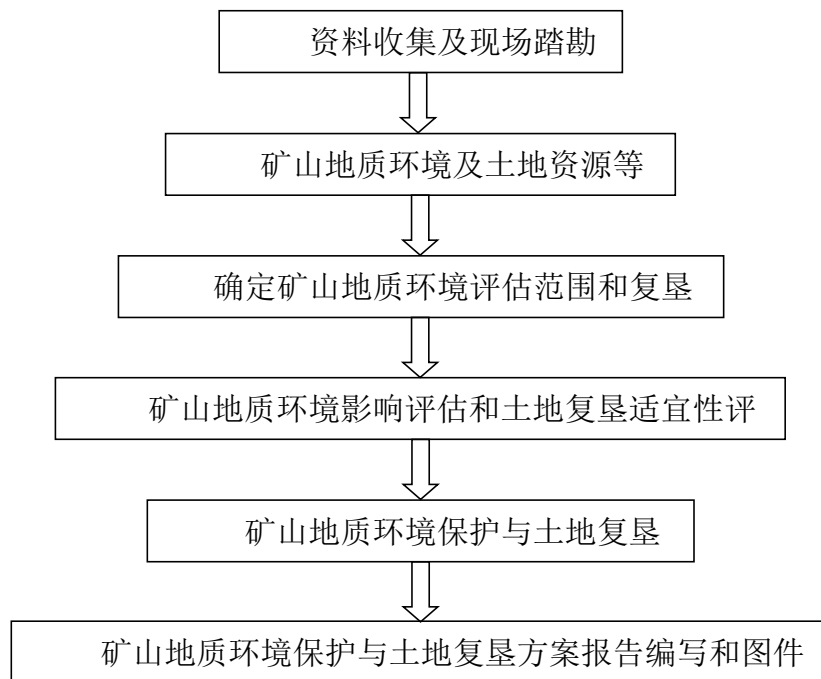 资料收集及现场踏勘
矿山地质环境及土地资源等
确定矿山地质环境评估范围和复垦
矿山地质环境影响评估和土地复垦适宜性评
矿山地质环境保护与土地复垦
矿山地质环境保护与土地复垦方案报告编写和图件